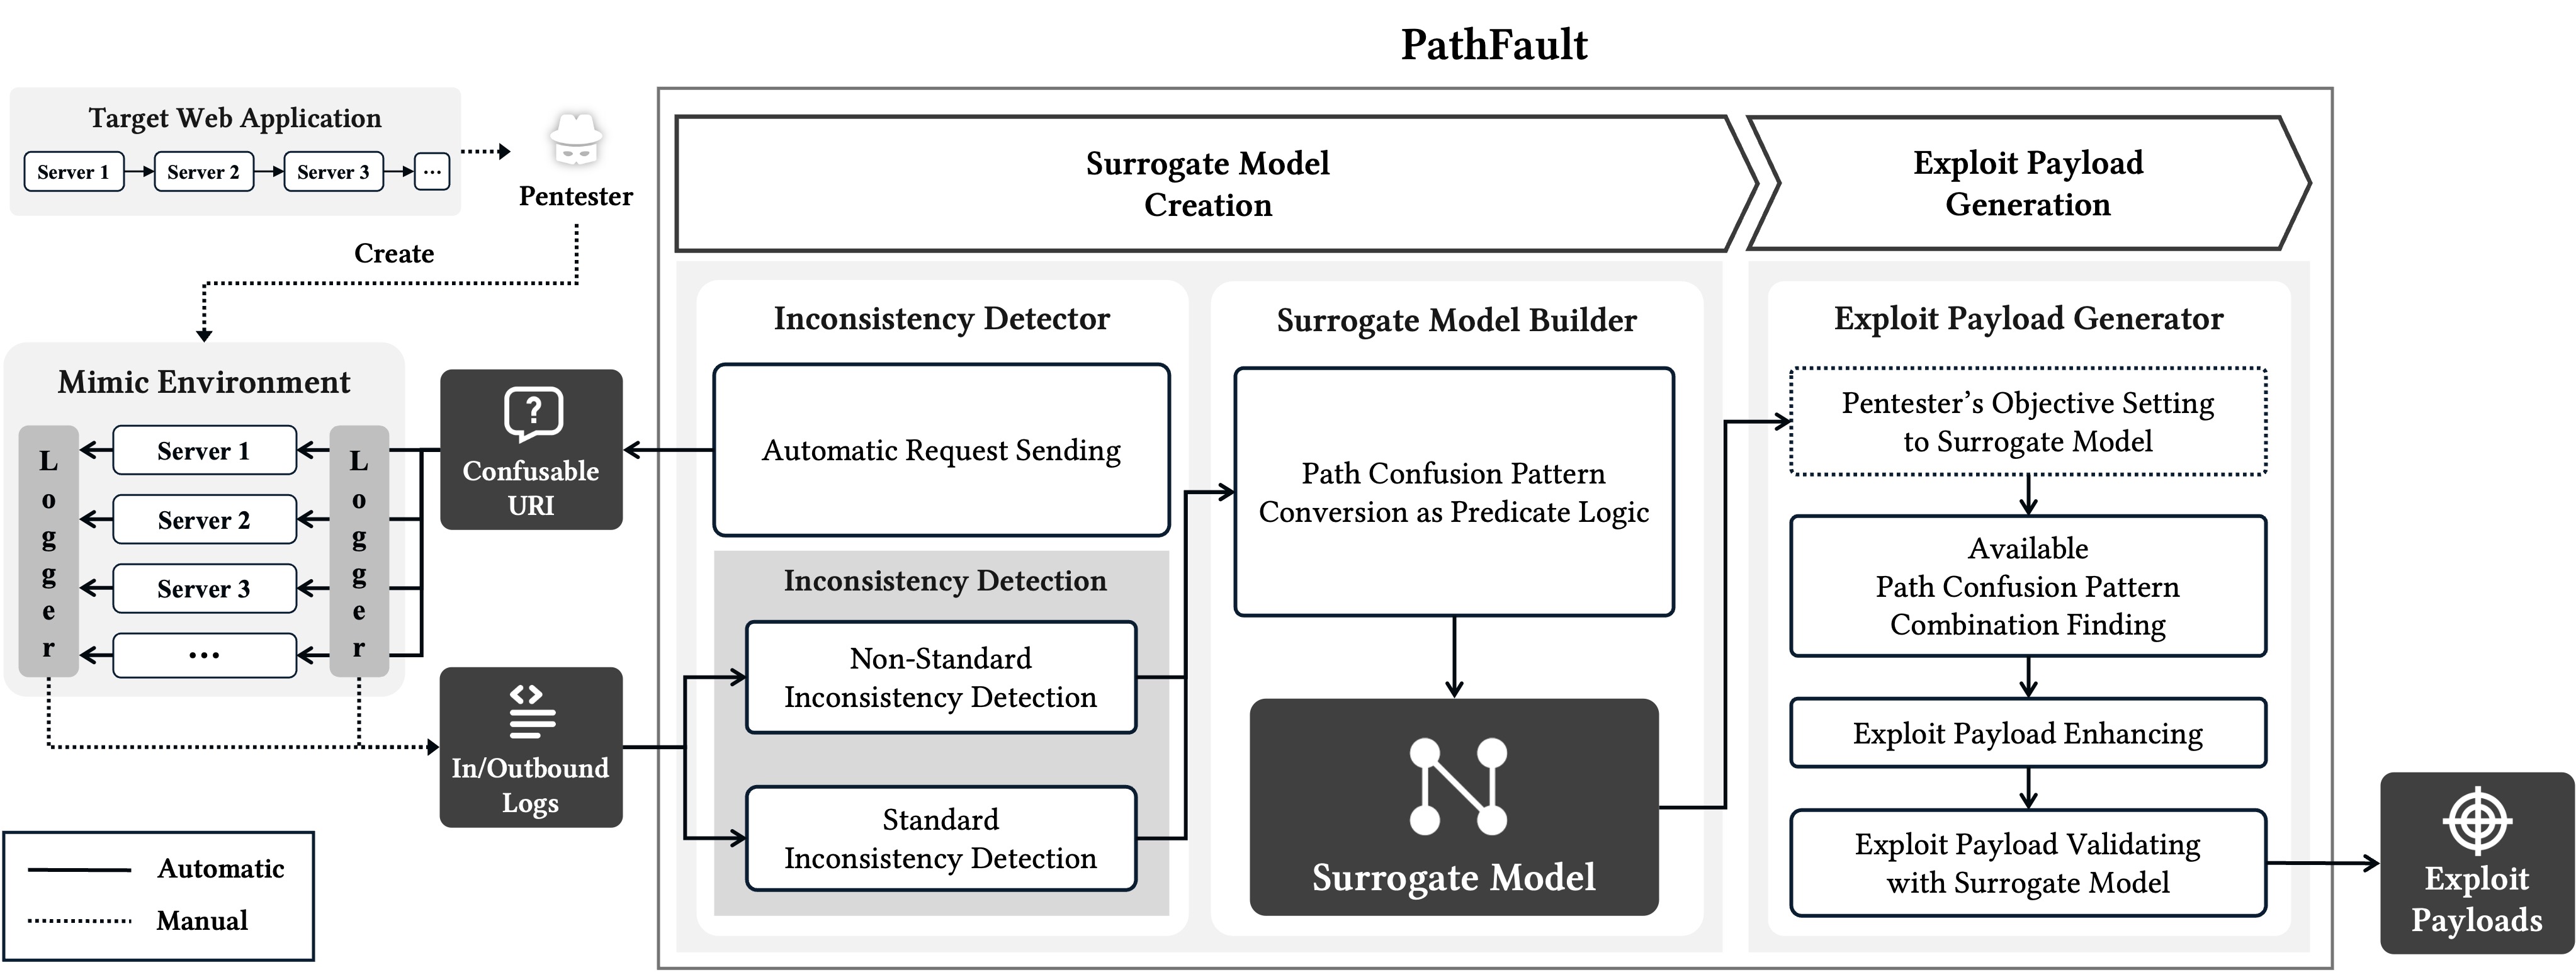 PathFault
Target Web Application
Server 1
Server 2
Server 3
...
Pentester
Create
Surrogate Model
Creation
Exploit Payload
Generation
Mimic Environment
Logger
Server 1
Server 2
Server 3
...
Logger
?
Confusable
URI
In/Outbound
Logs
Automatic
Manual
Inconsistency Detector
Automatic Request Sending
Inconsistency Detection
Non-Standard
Inconsistency Detection
Standard
Inconsistency Detection
Surrogate Model Builder
Path Confusion Pattern
Conversion as Predicate Logic
Surrogate Model
Exploit Payload Generator
Pentester’s Objective Setting
to Surrogate Model
Available
Path Confusion Pattern
Combination Finding
Exploit Payload Enhancing
Exploit Payload Validating
with Surrogate Model
Exploit
Payloads